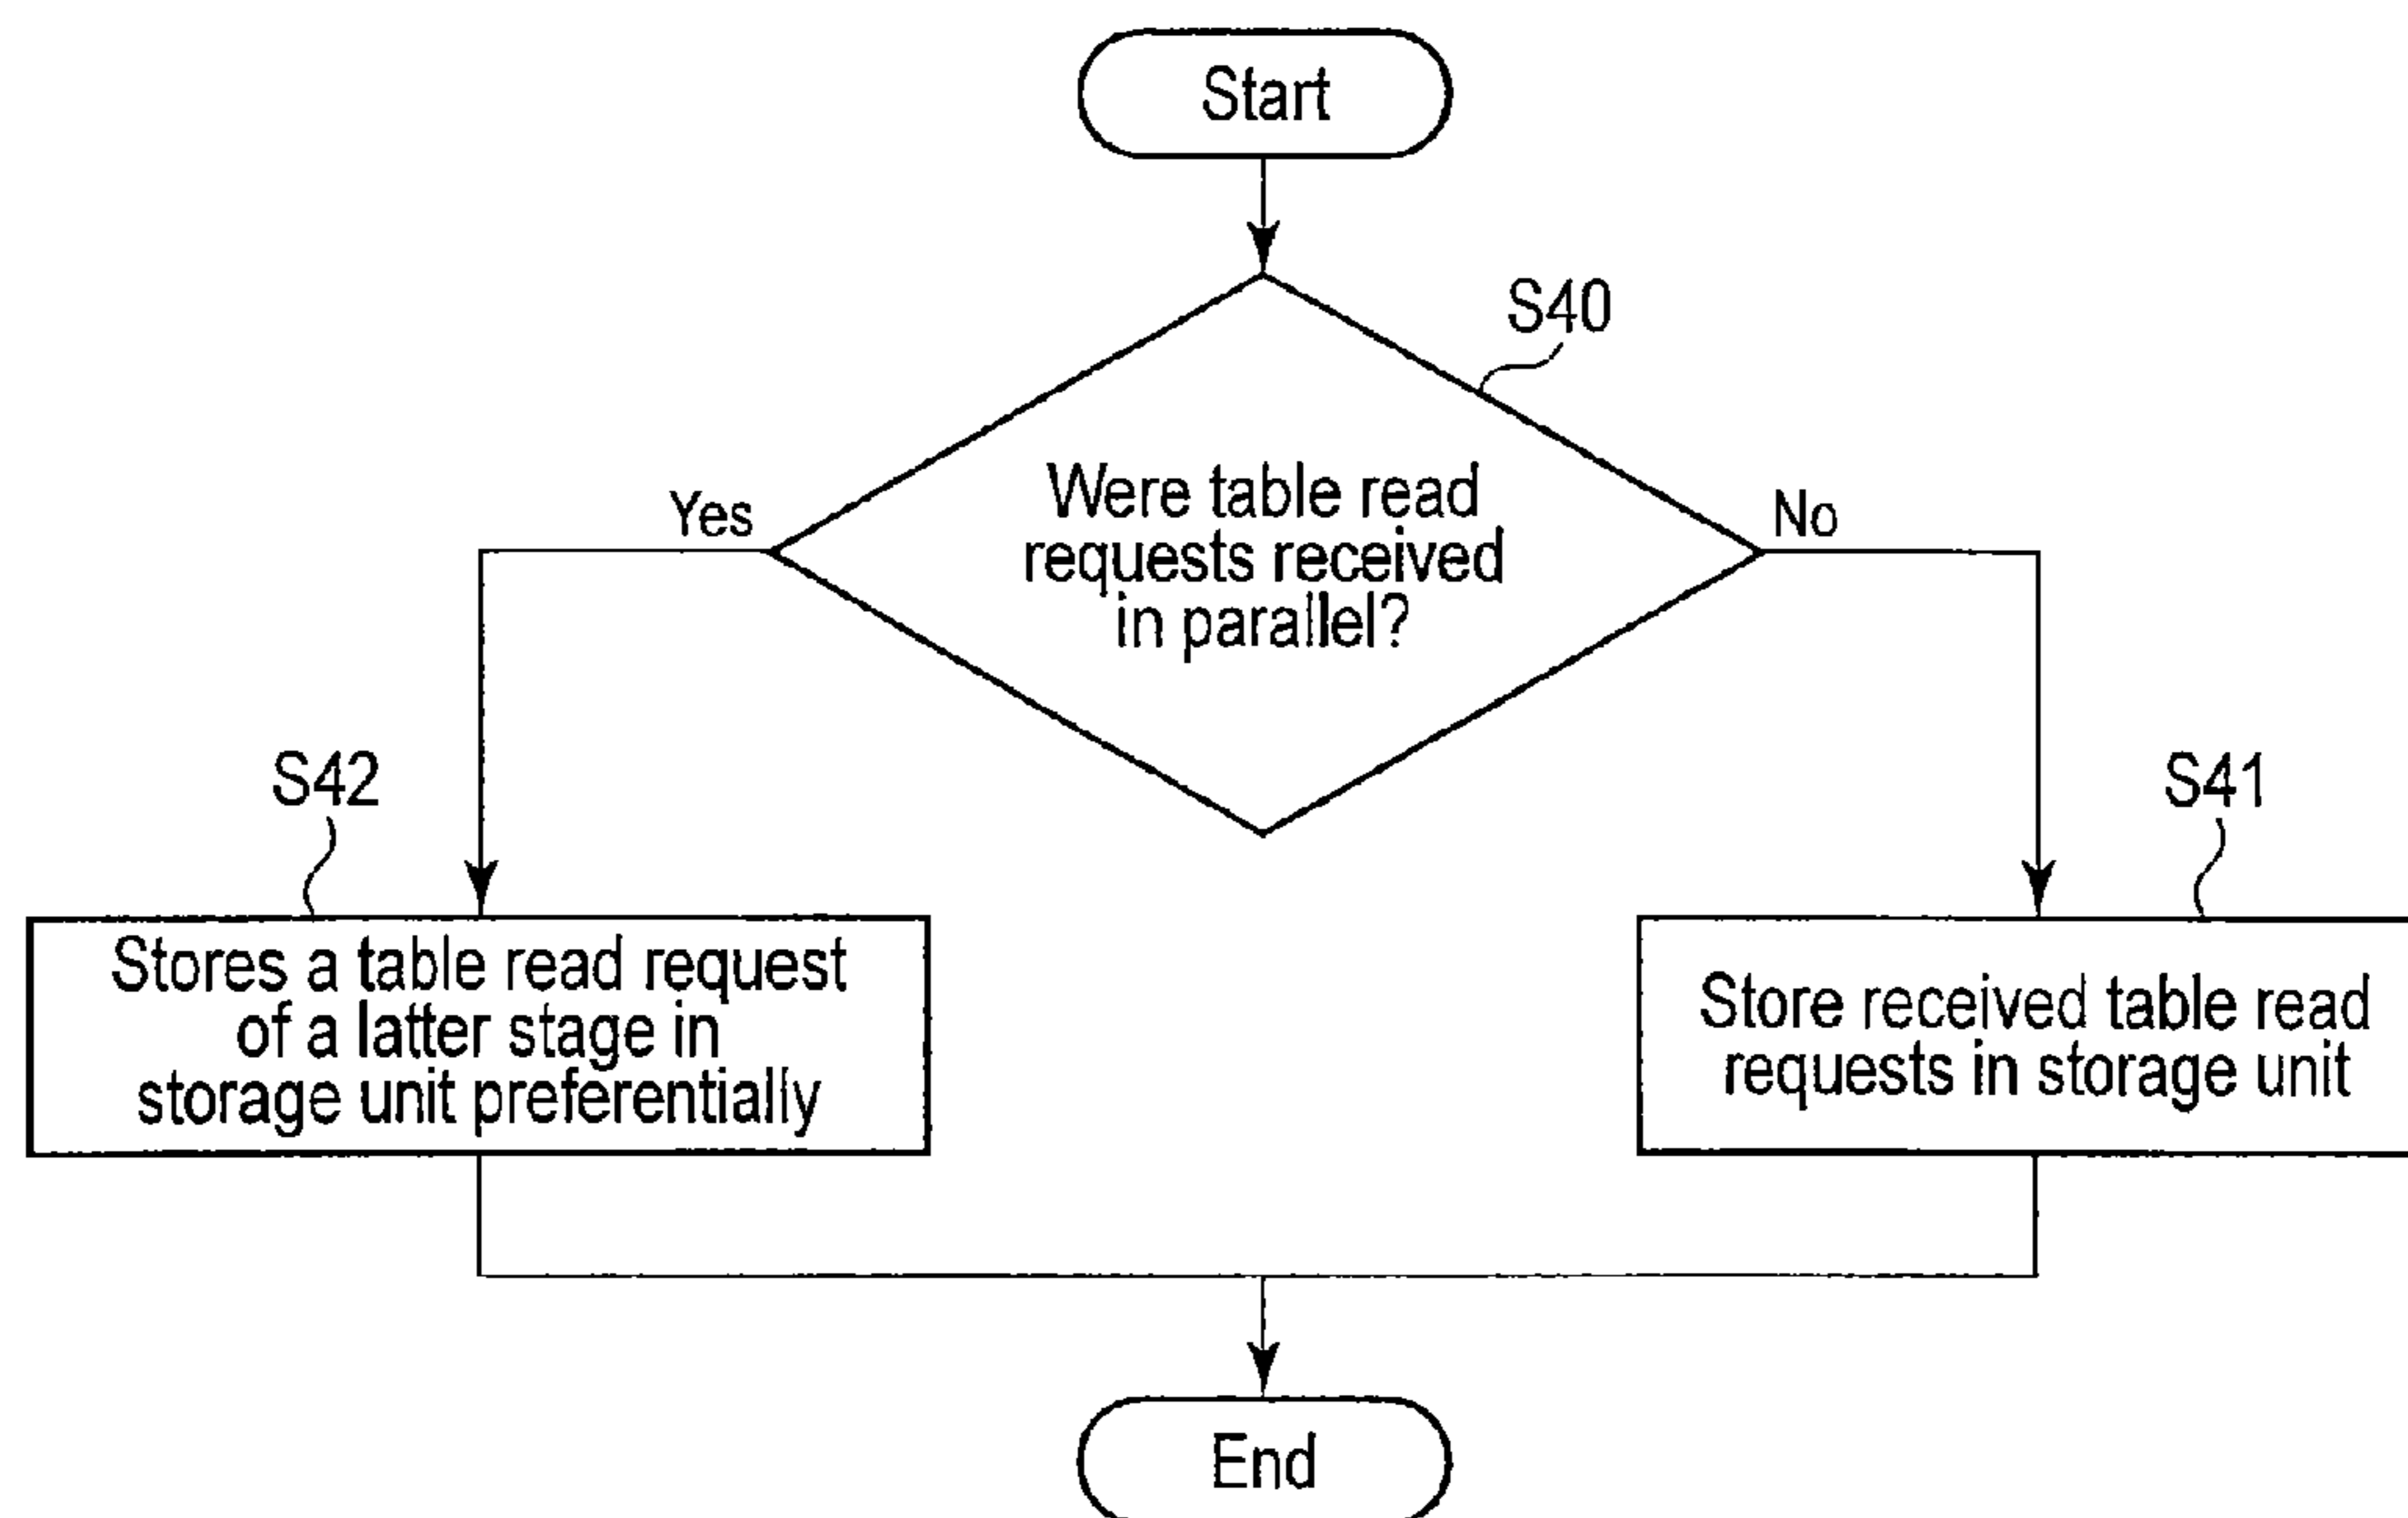 Start
S40
Were table read
requests received
in parallel?
Yes
No
S42
S41
Stores a table read request
of a latter stage in
storage unit preferentially
Store received table read
requests in storage unit
End